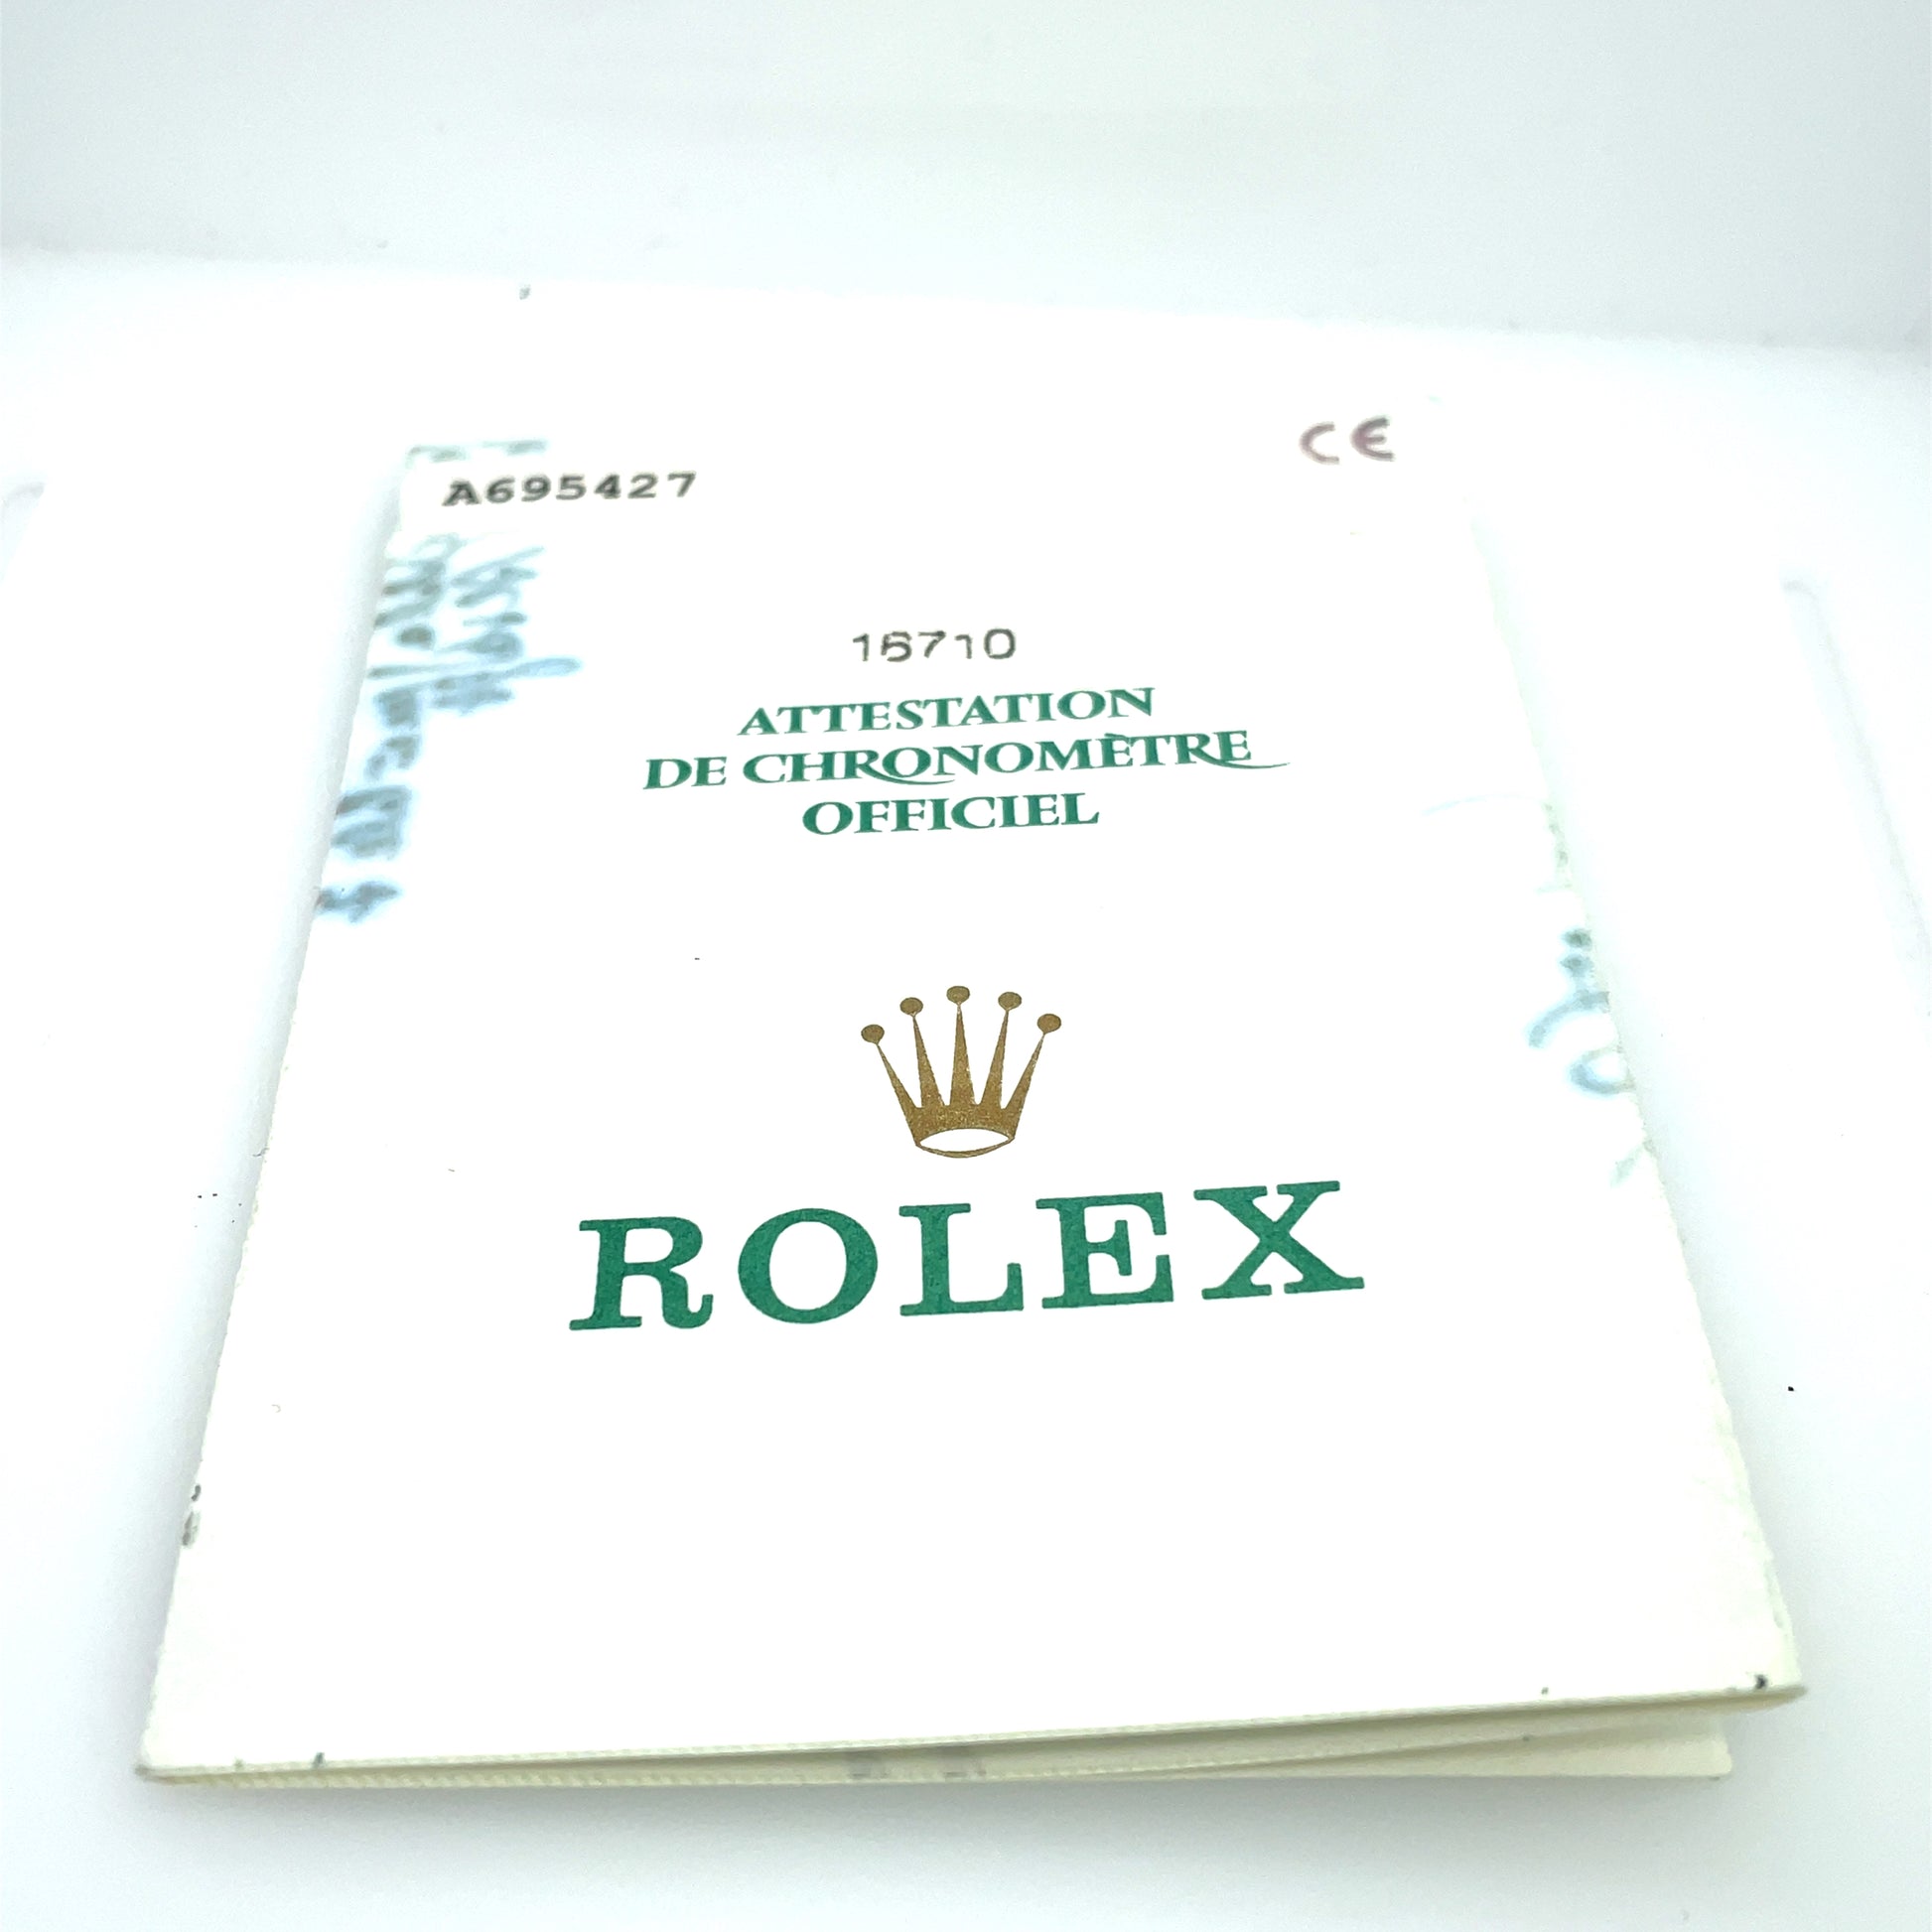 CE
A695427
16710
ATTESTATION
DE CHRONOMÈTRE
OFFICIEL
ROLEX